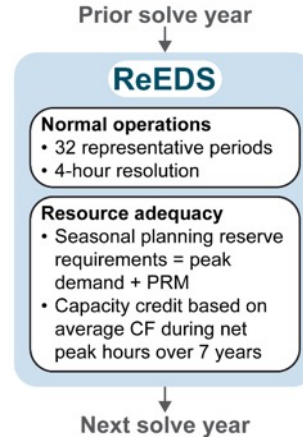 Prior solve year
ReEDS
Normal operations
• 32 representative periods
• 4-hour resolution
Resource adequacy
• Seasonal planning reserve
requirements = peak
demand + PRM
• Capacity credit based on
average CF during net
peak hours over 7 years
Next solve year